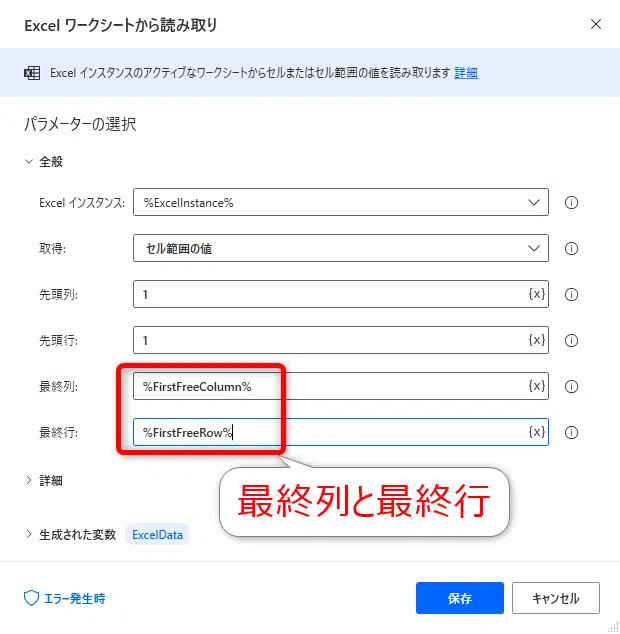 Excel ワークシートから読み取り
Excel インスタンスのアクティブなワークシートからセルまたはセル範囲の値を読み取ります 詳細
パラメーターの選択
全般
Excel インスタンス: %ExcelInstance%
取得: セル範囲の値
先頭列: 1 {x}
先頭行: 1 {x}
最終列: %FirstFreeColumn% {x}
最終行: %FirstFreeRow% {x}
詳細
最終列と最終行
生成された変数 ExcelData
エラー発生時 保存 キャンセル